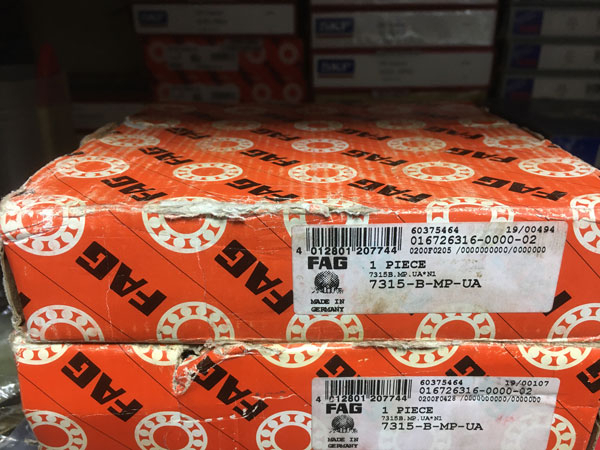 SKF
SKF
SKF
SKF
FAG
FAG
FAG
FAG
FAG
FAG
FAG
FAG
60375464 19/00494
016726316-0000-02
0200F0205 /0000000000/0000000
4 012801 207744
FAG
1 PIECE
7315B.MP.UA*N1
7315-B-MP-UA
MADE IN
GERMANY
FAG
FAG
60375464 19/00107
016726316-0000-02
0200F0428 /0000000000/0000000
4 012801 207744
FAG
1 PIECE
7315B.MP.UA*N1
7315-B-MP-UA
MADE IN
GERMANY